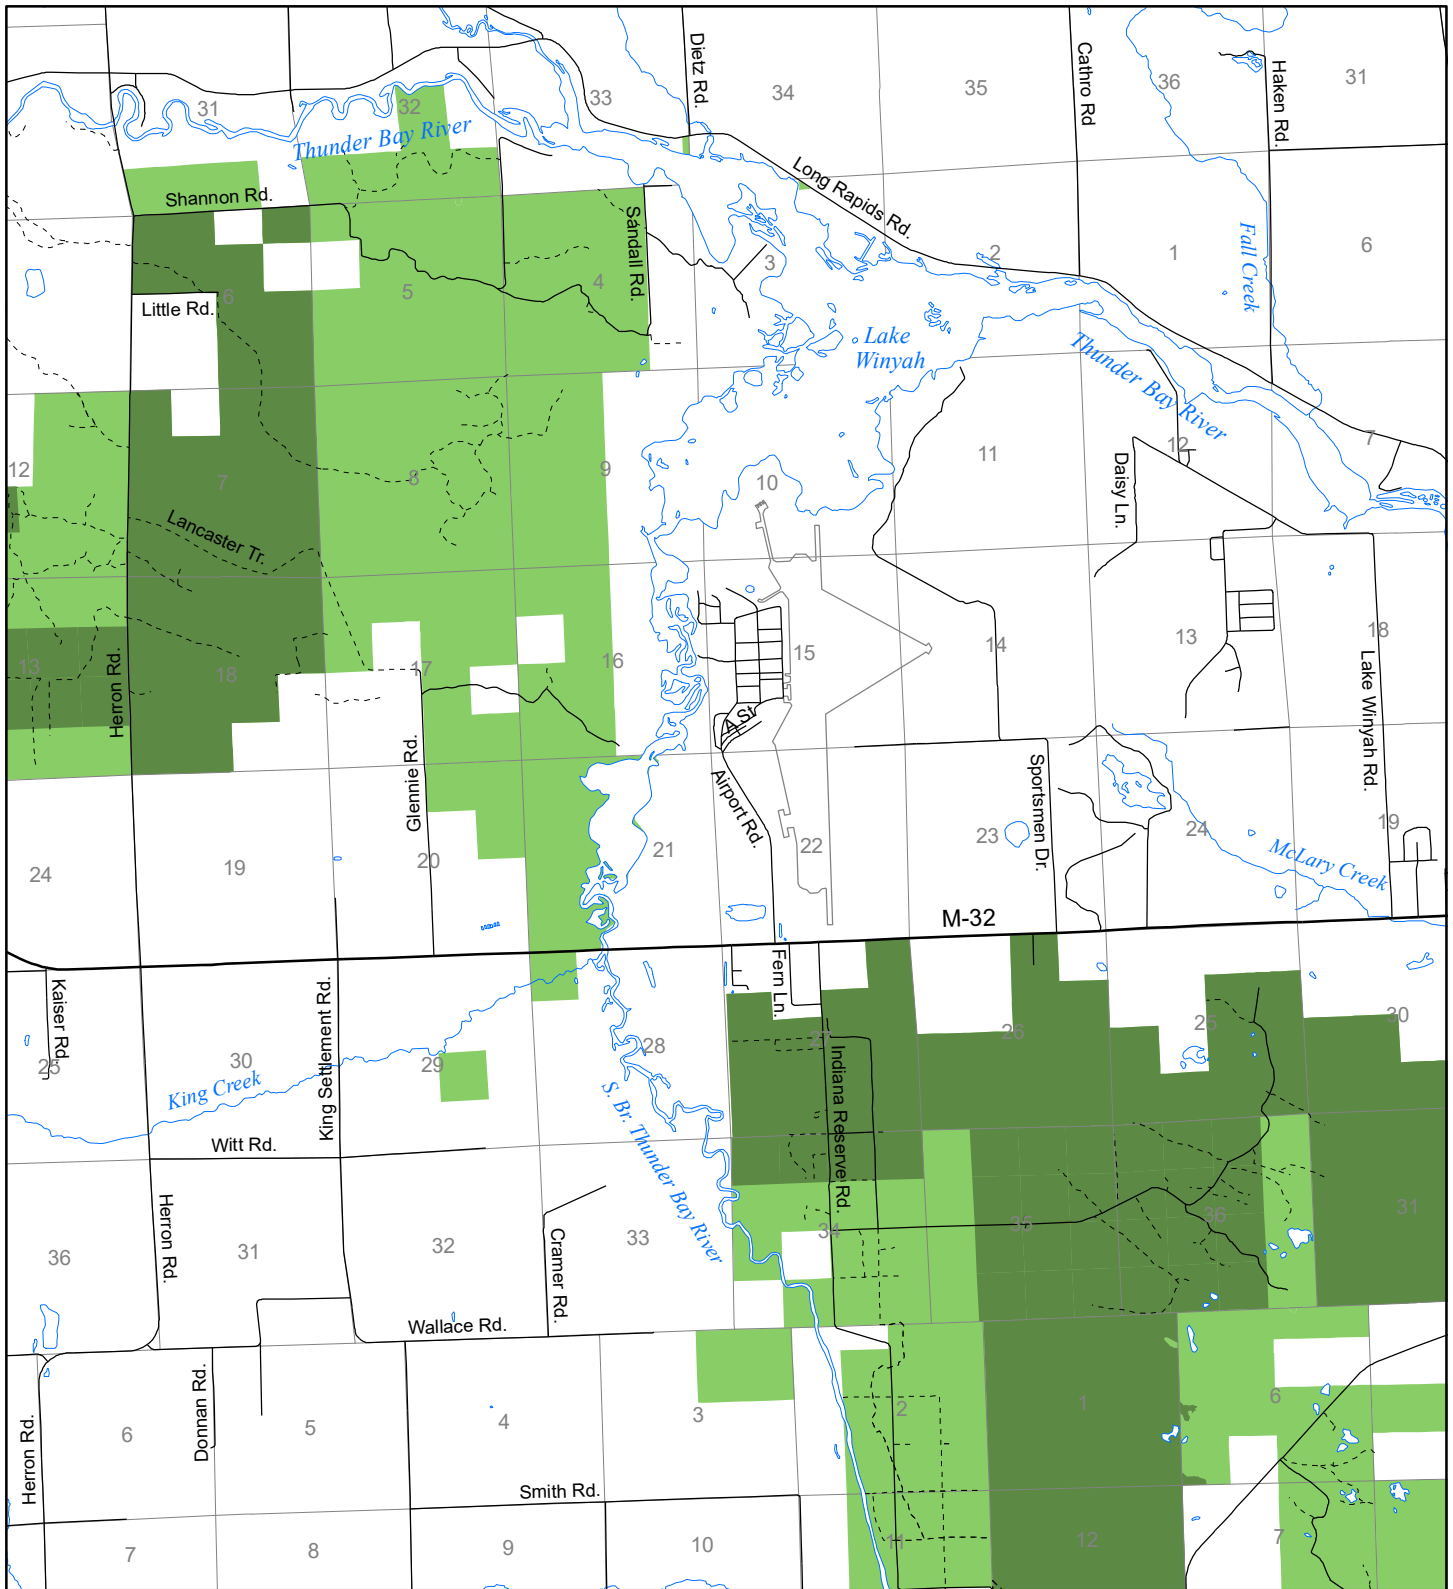 Dietz Rd.
Cathro Rd
Haken Rd.
31
32
33
34
35
36
31
Thunder Bay River
Long Rapids Rd.
Shannon Rd.
Sandall Rd.
Fall Creek
6
5
4
3
2
1
6
Little Rd.
Lake
Winyah
Thunder Bay River
12
7
8
9
10
11
12
7
Daisy Ln.
Lancaster Tr.
13
18
17
16
15
14
13
18
Herron Rd.
Lake Winyah Rd.
Glennie Rd.
A St
Airport Rd.
Sportsmen Dr.
24
19
20
21
22
23
24
19
McLary Creek
M-32
Kaiser Rd.
King Settlement Rd.
Fern Ln.
25
30
29
28
27
26
25
30
King Creek
Indiana Reserve Rd.
S. Br. Thunder Bay River
Witt Rd.
Herron Rd.
Cramer Rd.
36
31
32
33
34
35
36
31
Wallace Rd.
Herron Rd.
Donnan Rd.
6
5
4
3
2
1
6
Smith Rd.
7
8
9
10
11
12
7